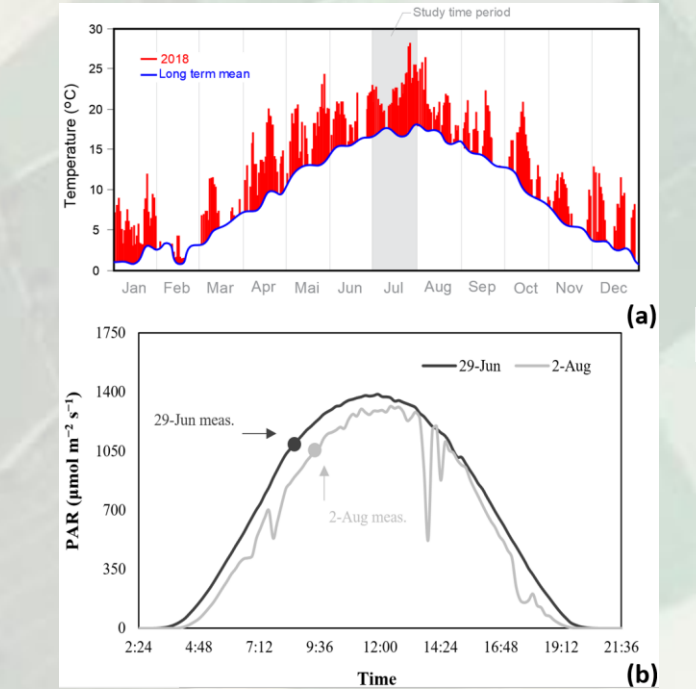 Study time period
30
25
20
15
10
5
0
Temperature (ºC)
2018
Long term mean
Jan Feb Mar Apr Mai Jun Jul Aug Sep Oct Nov Dec
(a)
1750
1400
1050
700
350
0
PAR (µmol m⁻² s⁻¹)
29-Jun 2-Aug
29-Jun meas.
2-Aug meas.
2:24 4:48 7:12 9:36 12:00 14:24 16:48 19:12 21:36
Time
(b)